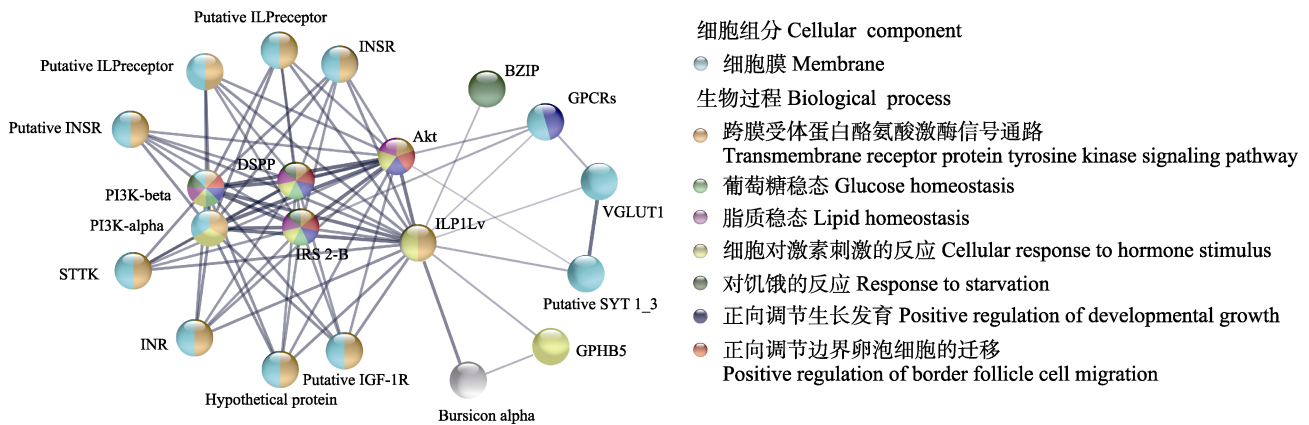 Putative ILPreceptor
INSR
Putative ILPreceptor
BZIP
GPCRs
Putative INSR
Akt
DSPP
PI3K-beta
VGLUT1
PI3K-alpha
ILP1Lv
IRS 2-B
STTK
Putative SYT 1_3
INR
GPHB5
Putative IGF-1R
Hypothetical protein
Bursicon alpha
细胞组分 Cellular component
细胞膜 Membrane
生物过程 Biological process
跨膜受体蛋白酪氨酸激酶信号通路
Transmembrane receptor protein tyrosine kinase signaling pathway
葡萄糖稳态 Glucose homeostasis
脂质稳态 Lipid homeostasis
细胞对激素刺激的反应 Cellular response to hormone stimulus
对饥饿的反应 Response to starvation
正向调节生长发育 Positive regulation of developmental growth
正向调节边界卵泡细胞的迁移
Positive regulation of border follicle cell migration